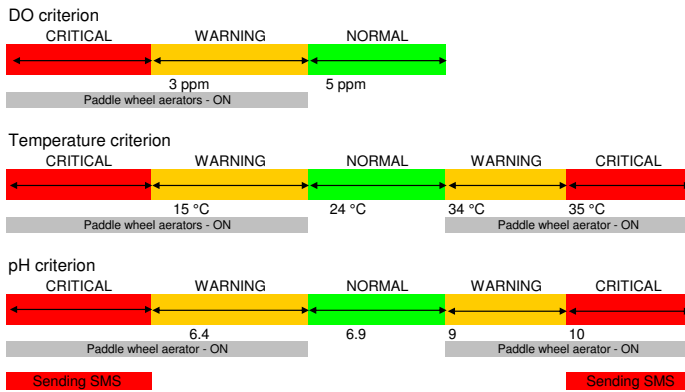 DO criterion
CRITICAL WARNING NORMAL
3 ppm 5 ppm
Paddle wheel aerators - ON
Temperature criterion
CRITICAL WARNING NORMAL WARNING CRITICAL
15 °C 24 °C 34 °C 35 °C
Paddle wheel aerators - ON Paddle wheel aerator - ON
pH criterion
CRITICAL WARNING NORMAL WARNING CRITICAL
6.4 6.9 9 10
Paddle wheel aerator - ON Paddle wheel aerator - ON
Sending SMS Sending SMS